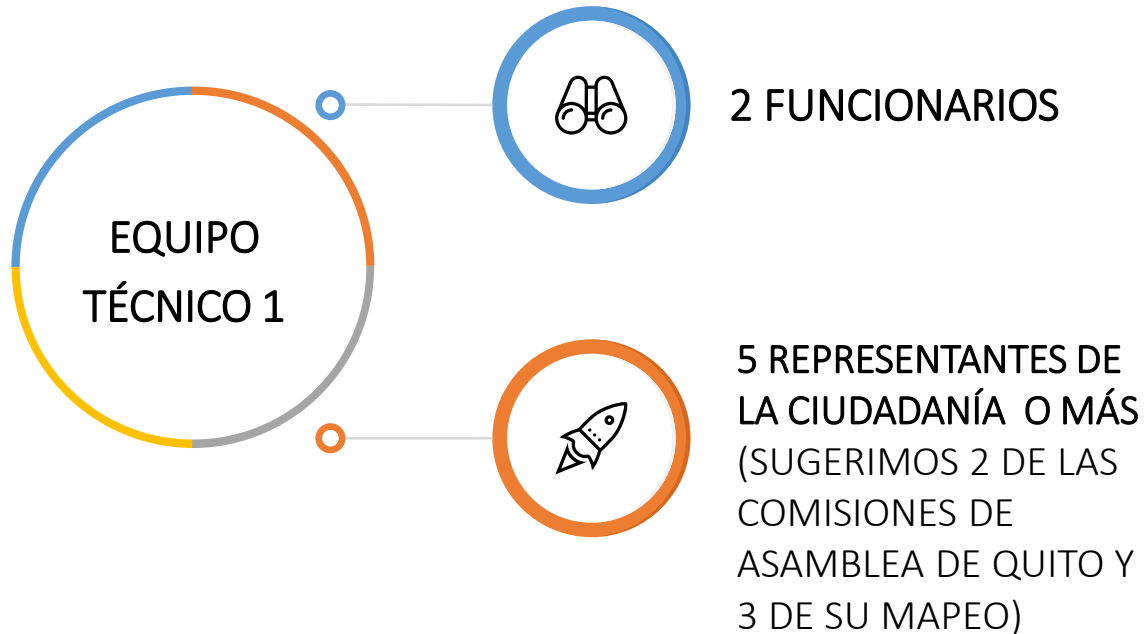 EQUIPO
TÉCNICO 1
2 FUNCIONARIOS
5 REPRESENTANTES DE
LA CIUDADANÍA O MÁS
(SUGERIMOS 2 DE LAS
COMISIONES DE
ASAMBLEA DE QUITO Y
3 DE SU MAPEO)